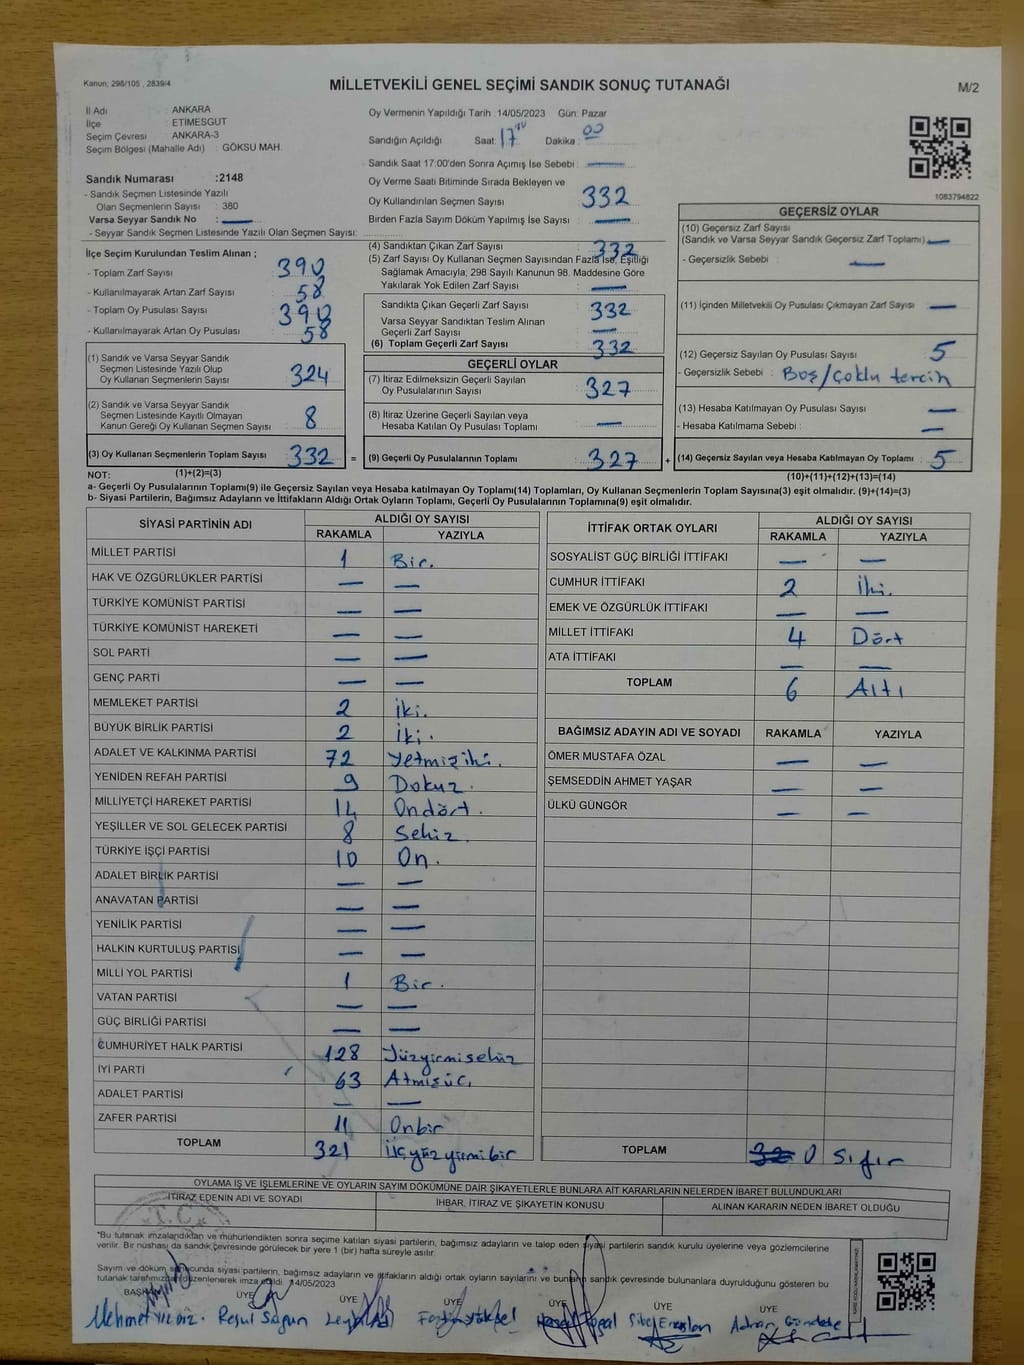 Kanun; 298/105 , 2839/4
MİLLETVEKİLİ GENEL SEÇİMİ SANDIK SONUÇ TUTANAĞI
M/2
İl Adı : ANKARA
İlçe ETİMESGUT
Seçim Çevresi ANKARA-3
Seçim Bölgesi (Mahalle Adı) : GÖKSU MAH.
Oy Vermenin Yapıldığı Tarih :14/05/2023 Gün: Pazar
Sandığın Açıldığı Saat: 17 Dakika: 00
- Sandık Saat 17:00'den Sonra Açımış İse Sebebi : —
Sandık Numarası :2148
- Sandık Seçmen Listesinde Yazılı
Olan Seçmenlerin Sayısı : 380
Varsa Seyyar Sandık No : —
- Seyyar Sandık Seçmen Listesinde Yazılı Olan Seçmen Sayısı:
Oy Verme Saati Bitiminde Sırada Bekleyen ve
Oy Kullandırılan Seçmen Sayısı : 332
Birden Fazla Sayım Döküm Yapılmış İse Sayısı : —
1083794822
İlçe Seçim Kurulundan Teslim Alınan ;
- Toplam Zarf Sayısı : 390
- Kullanılmayarak Artan Zarf Sayısı : 58
- Toplam Oy Pusulası Sayısı : 390
- Kullanılmayarak Artan Oy Pusulası : 58
(4) Sandıktan Çıkan Zarf Sayısı : 332
(5) Zarf Sayısı Oy Kullanan Seçmen Sayısından Fazla İse, Eşitliği
Sağlamak Amacıyla, 298 Sayılı Kanunun 98. Maddesine Göre
Yakılarak Yok Edilen Zarf Sayısı : —
Sandıkta Çıkan Geçerli Zarf Sayısı : 332
Varsa Seyyar Sandıktan Teslim Alınan
Geçerli Zarf Sayısı : —
(6) Toplam Geçerli Zarf Sayısı : 332
GEÇERSİZ OYLAR
(10) Geçersiz Zarf Sayısı
(Sandık ve Varsa Seyyar Sandık Geçersiz Zarf Toplamı) : —
- Geçersizlik Sebebi : —
(11) İçinden Milletvekili Oy Pusulası Çıkmayan Zarf Sayısı : —
(12) Geçersiz Sayılan Oy Pusulası Sayısı : 5
- Geçersizlik Sebebi : Boş/çoklu tercih
(13) Hesaba Katılmayan Oy Pusulası Sayısı : —
- Hesaba Katılmama Sebebi : —
(14) Geçersiz Sayılan veya Hesaba Katılmayan Oy Toplamı : 5
(1) Sandık ve Varsa Seyyar Sandık
Seçmen Listesinde Yazılı Olup
Oy Kullanan Seçmenlerin Sayısı : 324
(2) Sandık ve Varsa Seyyar Sandık
Seçmen Listesinde Kayıtlı Olmayan
Kanun Gereği Oy Kullanan Seçmen Sayısı : 8
(3) Oy Kullanan Seçmenlerin Toplam Sayısı : 332 =
GEÇERLİ OYLAR
(7) İtiraz Edilmeksizin Geçerli Sayılan
Oy Pusulalarının Sayısı : 327
(8) İtiraz Üzerine Geçerli Sayılan veya
Hesaba Katılan Oy Pusulası Toplamı : —
(9) Geçerli Oy Pusulalarının Toplamı : 327 +
NOT: (1)+(2)=(3) (10)+(11)+(12)+(13)=(14)
a- Geçerli Oy Pusulalarının Toplamı(9) ile Geçersiz Sayılan veya Hesaba katılmayan Oy Toplamı(14) Toplamları, Oy Kullanan Seçmenlerin Toplam Sayısına(3) eşit olmalıdır. (9)+(14)=(3)
b- Siyasi Partilerin, Bağımsız Adayların ve İttifakların Aldığı Ortak Oyların Toplamı, Geçerli Oy Pusulalarının Toplamına(9) eşit olmalıdır.
SİYASİ PARTİNİN ADI ALDIĞI OY SAYISI
RAKAMLA YAZIYLA
MİLLET PARTİSİ 1 Bir.
HAK VE ÖZGÜRLÜKLER PARTİSİ — —
TÜRKİYE KOMÜNİST PARTİSİ — —
TÜRKİYE KOMÜNİST HAREKETİ — —
SOL PARTİ — —
GENÇ PARTİ — —
MEMLEKET PARTİSİ 2 iki.
BÜYÜK BİRLİK PARTİSİ 2 iki.
ADALET VE KALKINMA PARTİSİ 72 Yetmişiki.
YENİDEN REFAH PARTİSİ 9 Dokuz.
MİLLİYETÇİ HAREKET PARTİSİ 14 Ondört.
YEŞİLLER VE SOL GELECEK PARTİSİ 8 Sekiz.
TÜRKİYE İŞÇİ PARTİSİ 10 On.
ADALET BİRLİK PARTİSİ — —
ANAVATAN PARTİSİ — —
YENİLİK PARTİSİ — —
HALKIN KURTULUŞ PARTİSİ — —
MİLLİ YOL PARTİSİ 1 Bir.
VATAN PARTİSİ — —
GÜÇ BİRLİĞİ PARTİSİ — —
CUMHURİYET HALK PARTİSİ 128 Yüzyirmisekiz
İYİ PARTİ 63 Atmışüç.
ADALET PARTİSİ — —
ZAFER PARTİSİ 11 Onbir
TOPLAM 321 üçyüzyirmibir
İTTİFAK ORTAK OYLARI ALDIĞI OY SAYISI
RAKAMLA YAZIYLA
SOSYALİST GÜÇ BİRLİĞİ İTTİFAKI — —
CUMHUR İTTİFAKI 2 iki.
EMEK VE ÖZGÜRLÜK İTTİFAKI — —
MİLLET İTTİFAKI 4 Dört
ATA İTTİFAKI — —
TOPLAM 6 Altı
BAĞIMSIZ ADAYIN ADI VE SOYADI RAKAMLA YAZIYLA
ÖMER MUSTAFA ÖZAL — —
ŞEMSEDDİN AHMET YAŞAR — —
ÜLKÜ GÜNGÖR — —
TOPLAM 0 Sıfır
OYLAMA İŞ VE İŞLEMLERİNE VE OYLARIN SAYIM DÖKÜMÜNE DAİR ŞİKAYETLERLE BUNLARA AİT KARARLARIN NELERDEN İBARET BULUNDUKLARI
İTİRAZ EDENİN ADI VE SOYADI İHBAR, İTİRAZ VE ŞİKAYETİN KONUSU ALINAN KARARIN NEDEN İBARET OLDUĞU
T.C.
*Bu tutanak imzalandıktan ve mühürlendikten sonra seçime katılan siyasi partilerin, bağımsız adayların ve talep eden siyasi partilerin sandık kurulu üyelerine veya gözlemcilerine
verilir. Bir nüshası da sandık çevresinde görülecek bir yere 1 (bir) hafta süreyle asılır.
Sayım ve döküm sonucunda siyasi partilerin, bağımsız adayların ve ittifakların aldığı ortak oyların sayılarını ve bunların sandık çevresinde bulunanlara duyrulduğunu gösteren bu
tutanak tarafımızdan düzenlenerek imza edildi. 14/05/2023
BAŞKAN ÜYE ÜYE ÜYE ÜYE ÜYE ÜYE
Mehmet YILDIZ. Resul Sagun